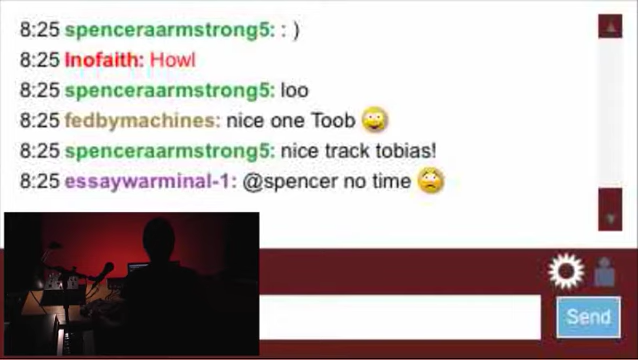 8:25 spenceraarmstrong5: : )
8:25 lnofaith: Howl
8:25 spenceraarmstrong5: loo
8:25 fedbymachines: nice one Toob
8:25 spenceraarmstrong5: nice track tobias!
8:25 essaywarminal-1: @spencer no time
Send